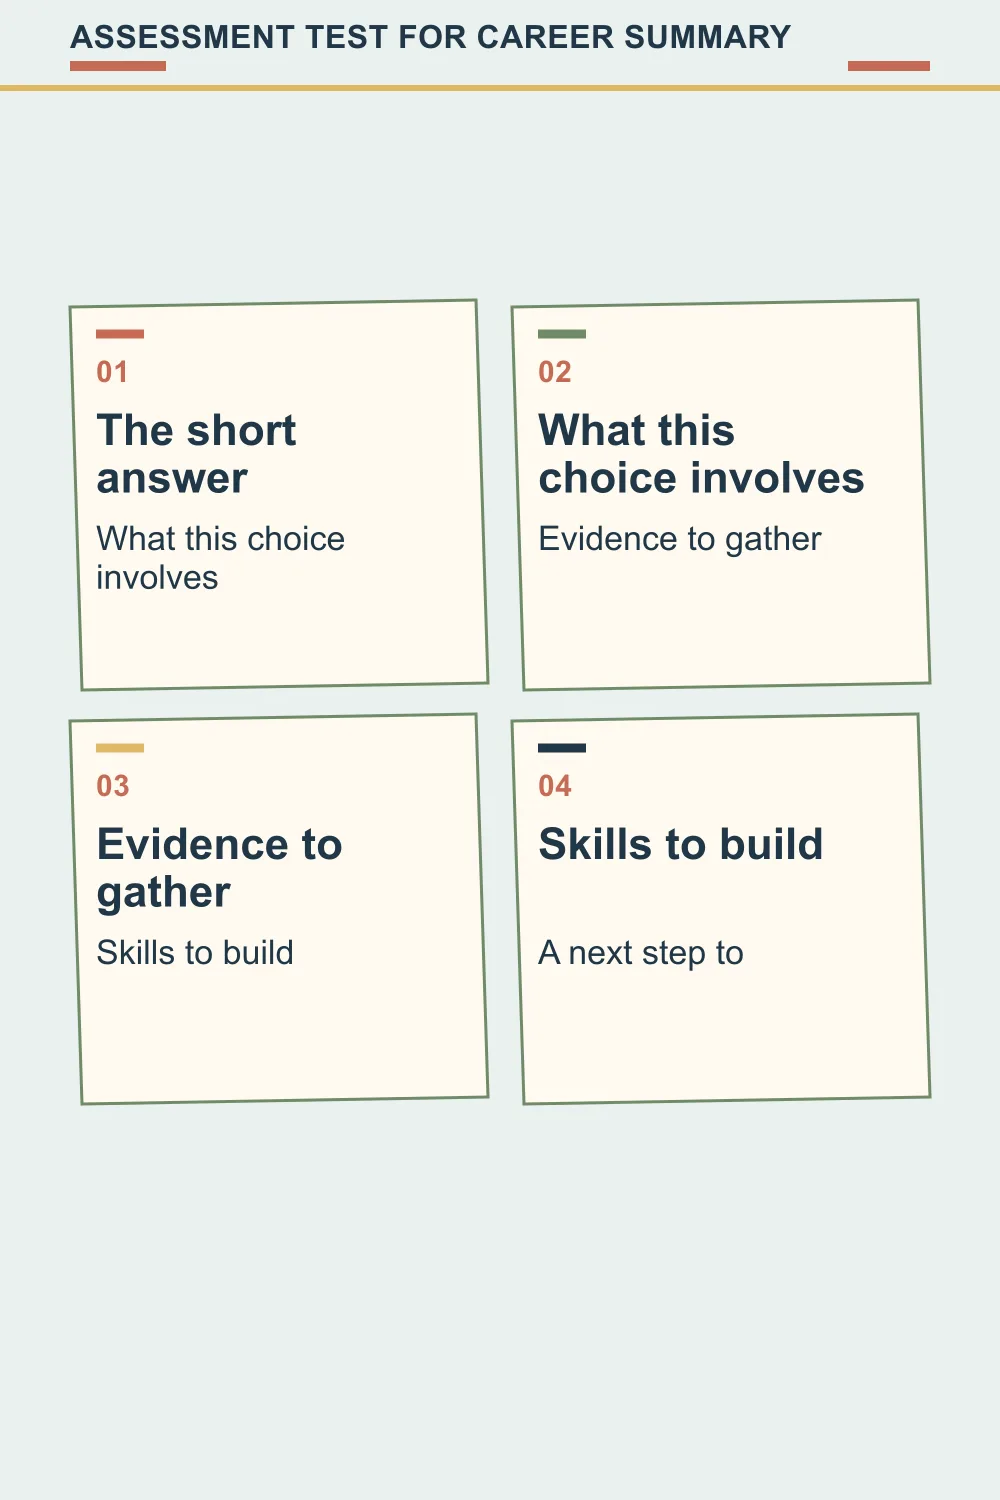 ASSESSMENT TEST FOR CAREER SUMMARY
01
The short
answer
What this choice
involves
02
What this
choice involves
Evidence to gather
03
Evidence to
gather
Skills to build
04
Skills to build
A next step to